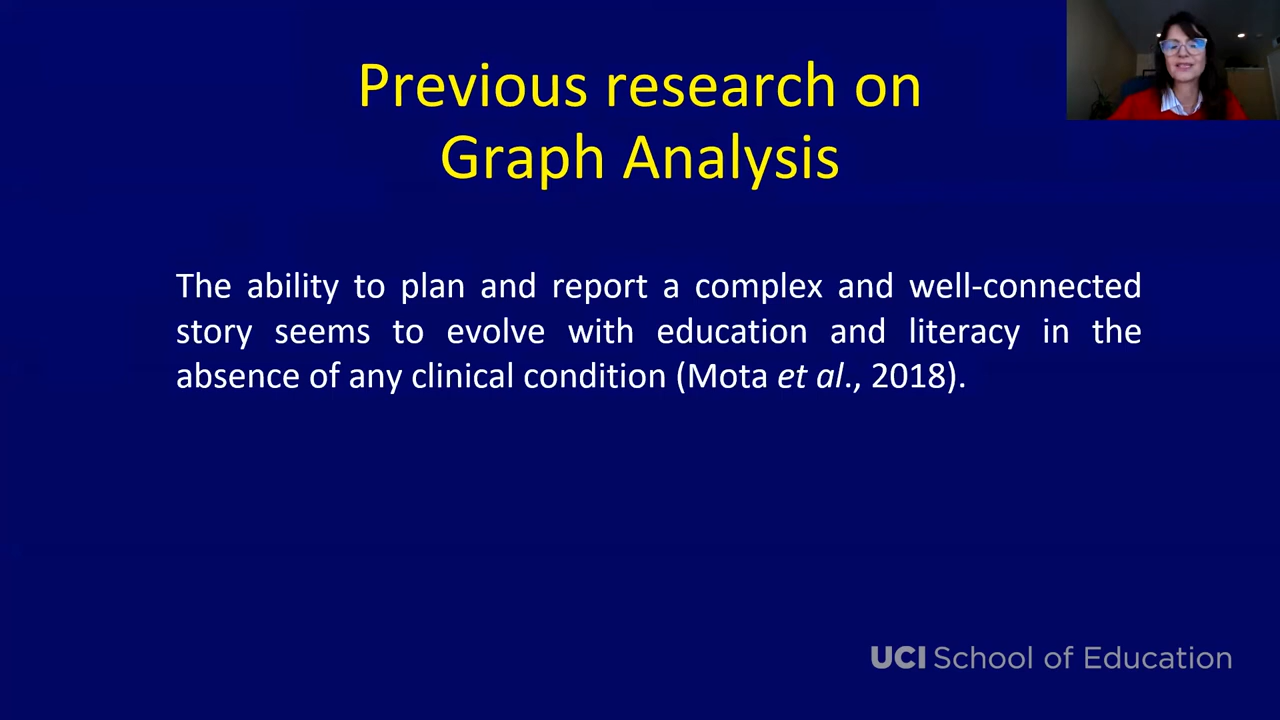 Previous research on
Graph Analysis
The ability to plan and report a complex and well-connected
story seems to evolve with education and literacy in the
absence of any clinical condition (Mota et al., 2018).
UCI School of Education